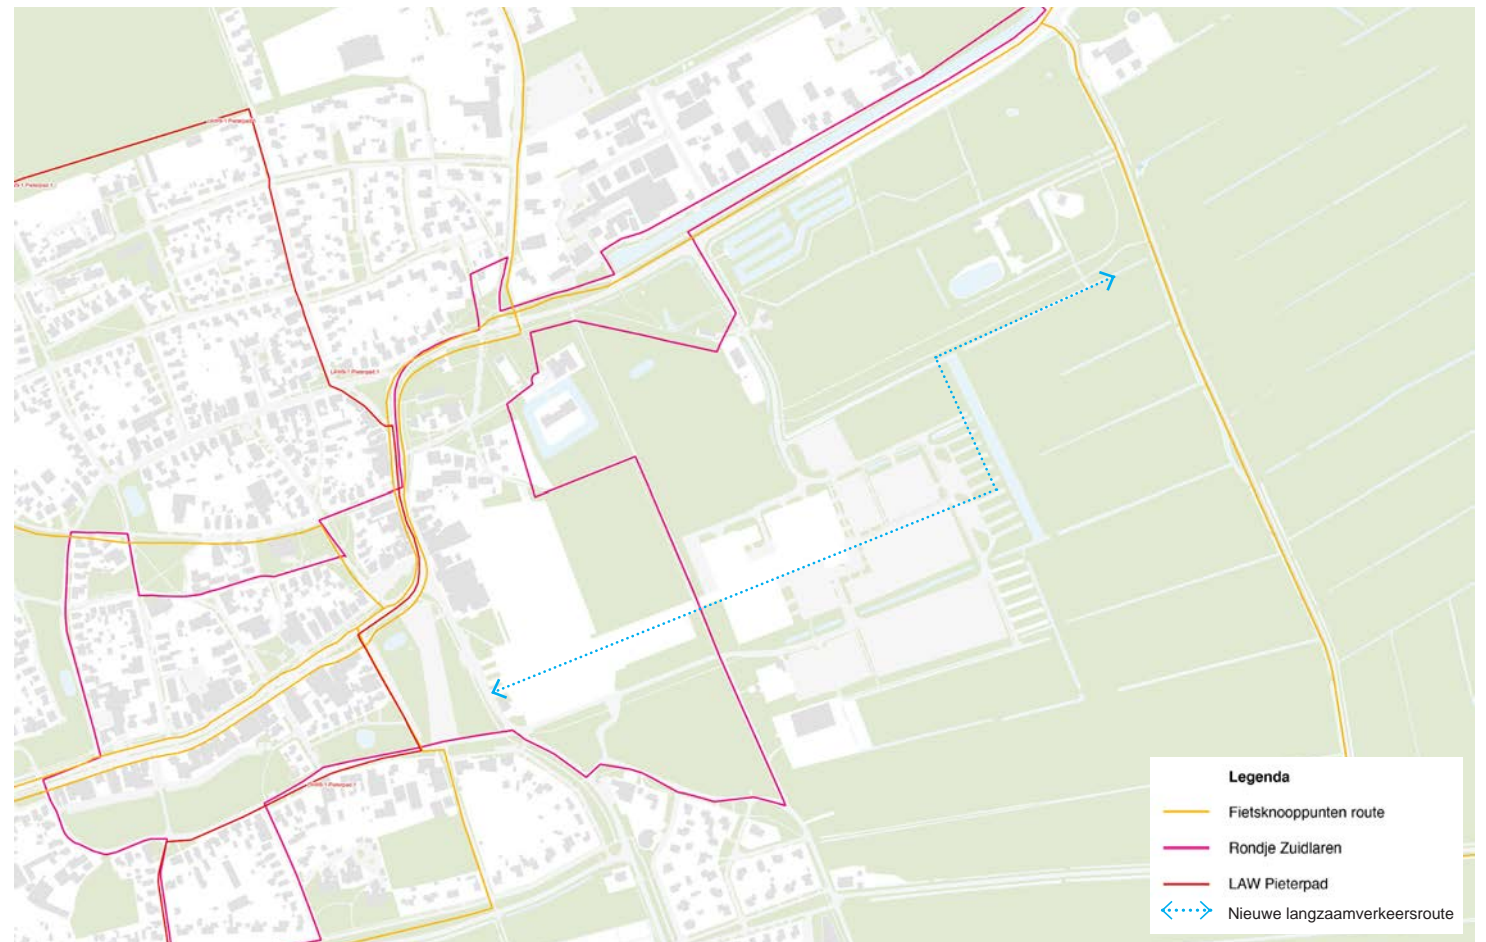 Legenda
Fietsknooppunten route
Rondje Zuidlaren
LAW Pieterpad
Nieuwe langzaamverkeersroute